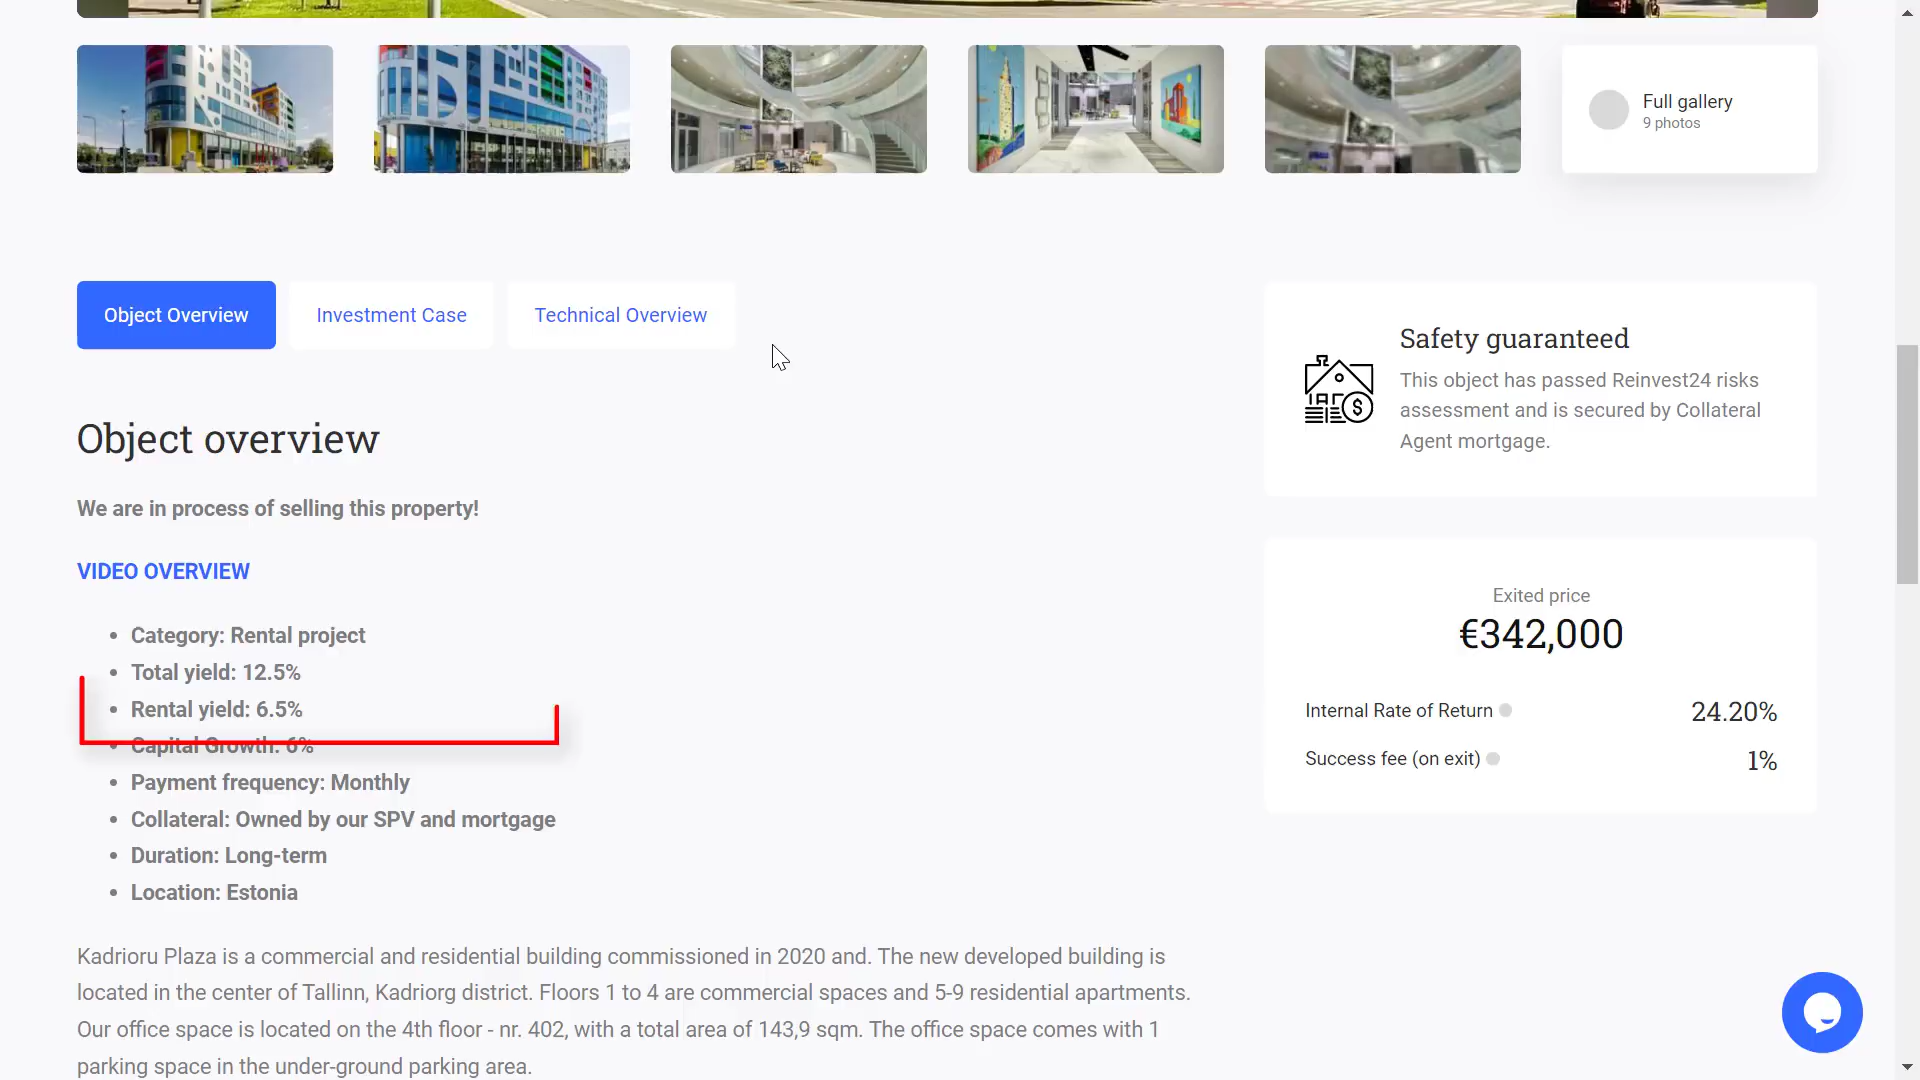 Full gallery
9 photos
Object Overview
Investment Case
Technical Overview
Safety guaranteed
This object has passed Reinvest24 risks
assessment and is secured by Collateral
Agent mortgage.
Object overview
We are in process of selling this property!
VIDEO OVERVIEW
Category: Rental project
Total yield: 12.5%
Rental yield: 6.5%
Capital Growth: 6%
Payment frequency: Monthly
Collateral: Owned by our SPV and mortgage
Duration: Long-term
Location: Estonia
Exited price
€342,000
Internal Rate of Return 24.20%
Success fee (on exit) 1%
Kadrioru Plaza is a commercial and residential building commissioned in 2020 and. The new developed building is
located in the center of Tallinn, Kadriorg district. Floors 1 to 4 are commercial spaces and 5-9 residential apartments.
Our office space is located on the 4th floor - nr. 402, with a total area of 143,9 sqm. The office space comes with 1
parking space in the under-ground parking area.